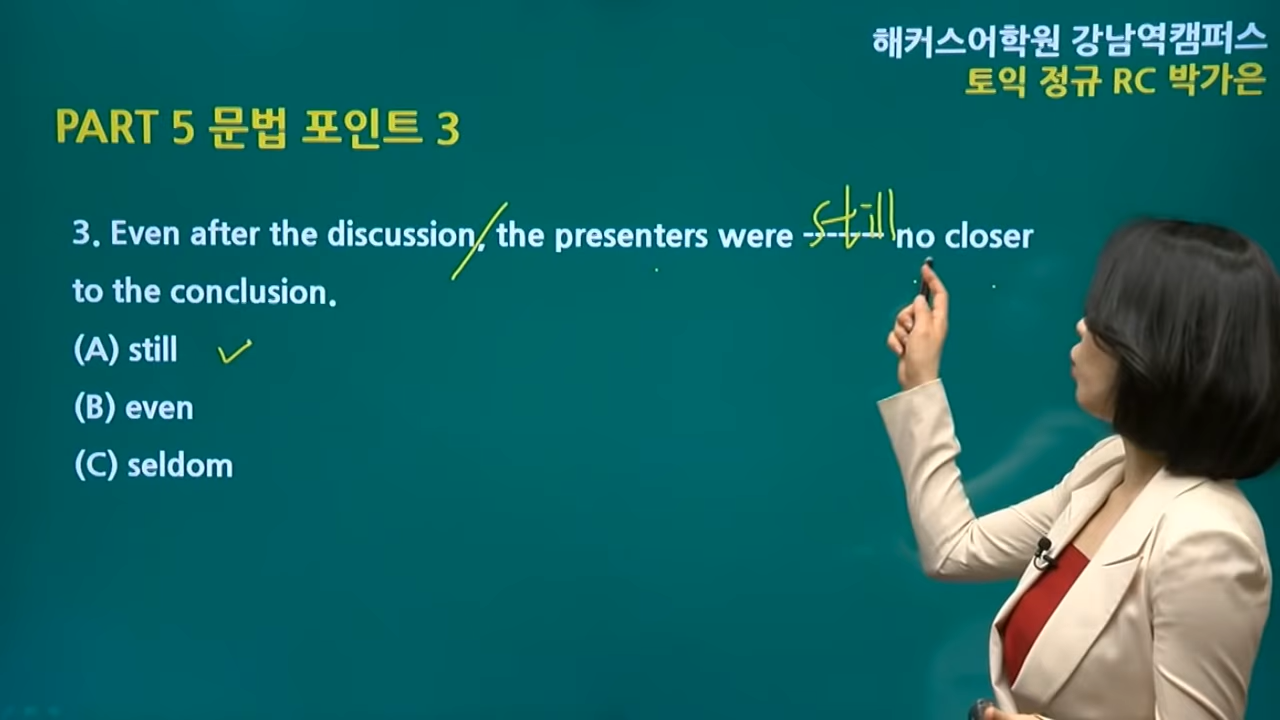 해커스어학원 강남역캠퍼스
토익 정규 RC 박가은
PART 5 문법 포인트 3
still
3. Even after the discussion, the presenters were ------- no closer
to the conclusion.
(A) still ✓
(B) even
(C) seldom